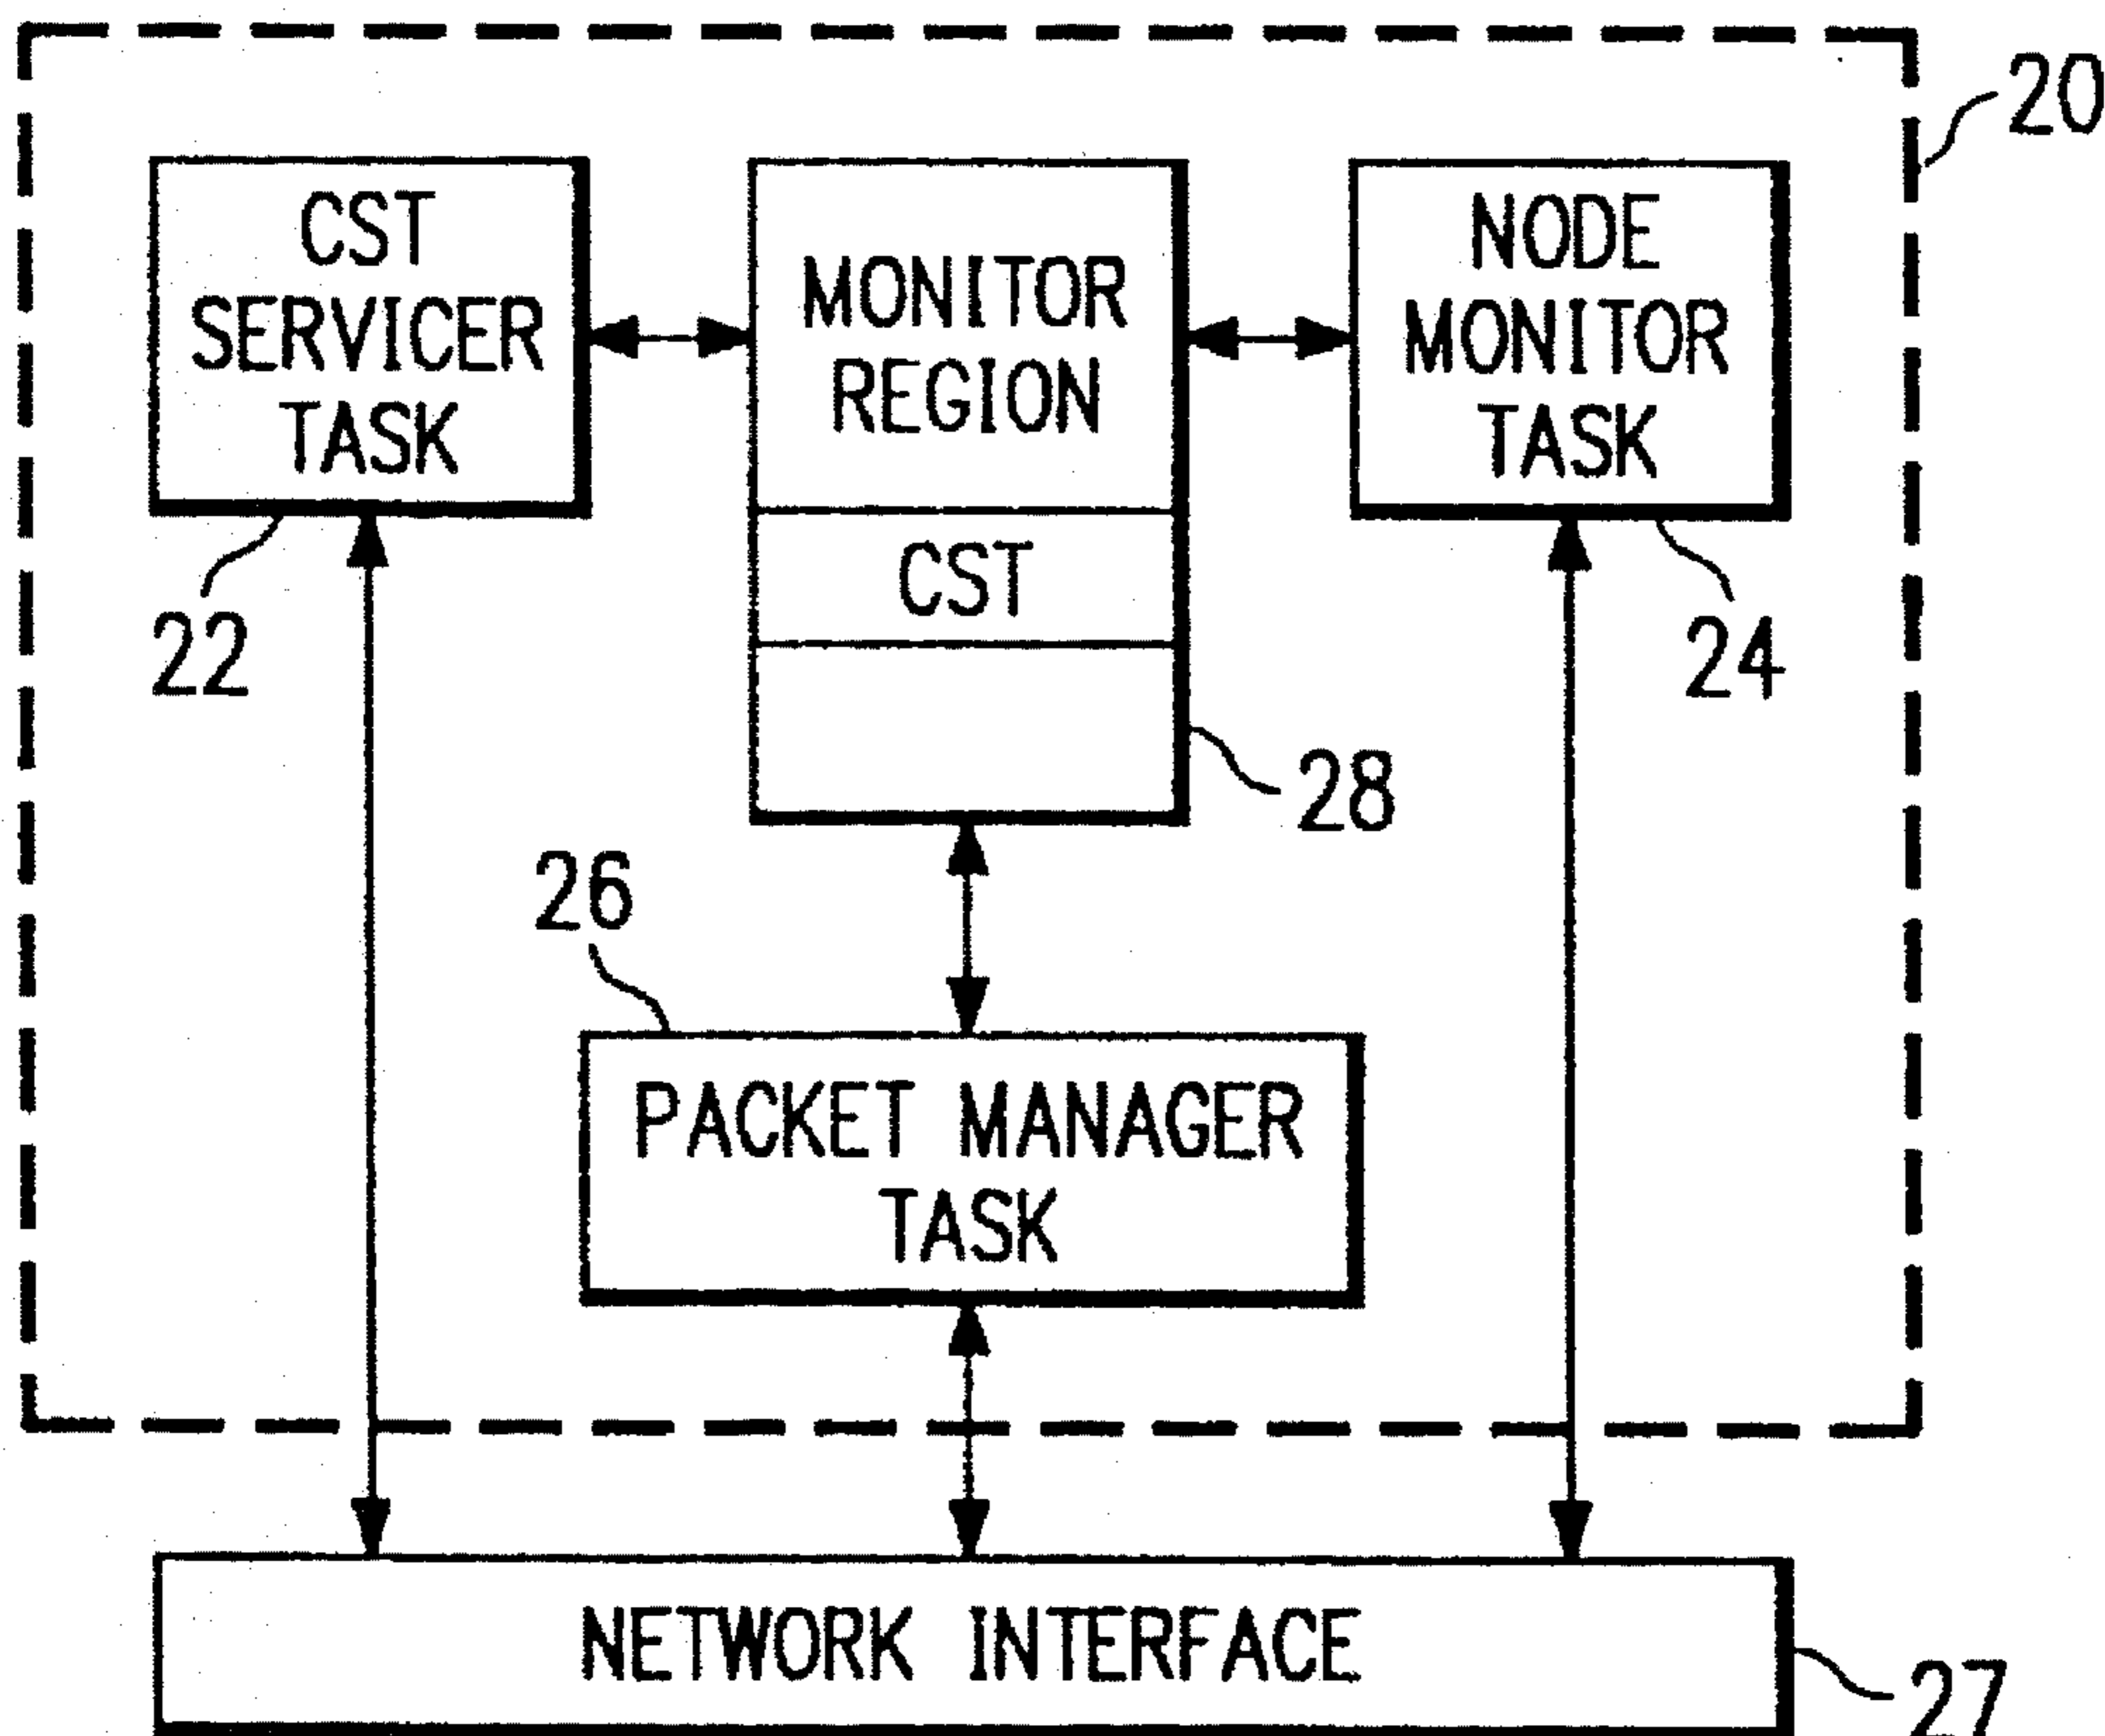 20
CST
SERVICER
TASK
MONITOR
REGION
NODE
MONITOR
TASK
CST
22
24
28
26
PACKET MANAGER
TASK
NETWORK INTERFACE
27